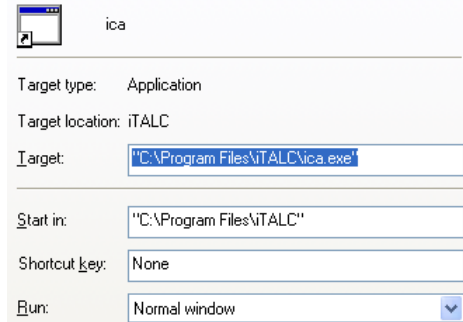 ica
Target type: Application
Target location: iTALC
Target: "C:\Program Files\iTALC\ica.exe"
Start in: "C:\Program Files\iTALC"
Shortcut key: None
Run: Normal window